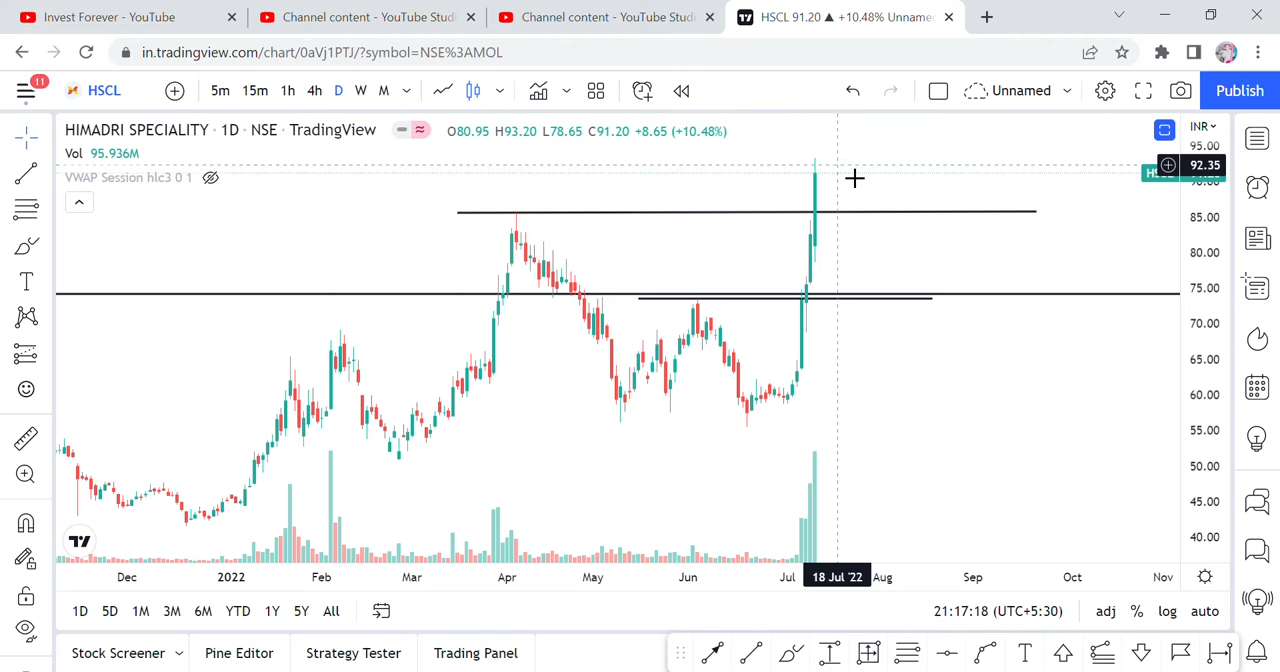 Invest Forever - YouTube
Channel content - YouTube Studi
Channel content - YouTube Studi
HSCL 91.20 ▲ +10.48% Unname
in.tradingview.com/chart/0aVj1PTJ/?symbol=NSE%3AMOL
11
HSCL
5m 15m 1h 4h D W M
Unnamed
Publish
HIMADRI SPECIALITY · 1D · NSE · TradingView
O80.95 H93.20 L78.65 C91.20 +8.65 (+10.48%)
INR
Vol 95.936M
VWAP Session hlc3 0 1
95.00
92.35
85.00
80.00
75.00
70.00
65.00
60.00
55.00
50.00
45.00
40.00
Dec 2022 Feb Mar Apr May Jun Jul 18 Jul '22 Aug Sep Oct Nov
1D 5D 1M 3M 6M YTD 1Y 5Y All
21:17:18 (UTC+5:30) adj % log auto
Stock Screener Pine Editor Strategy Tester Trading Panel